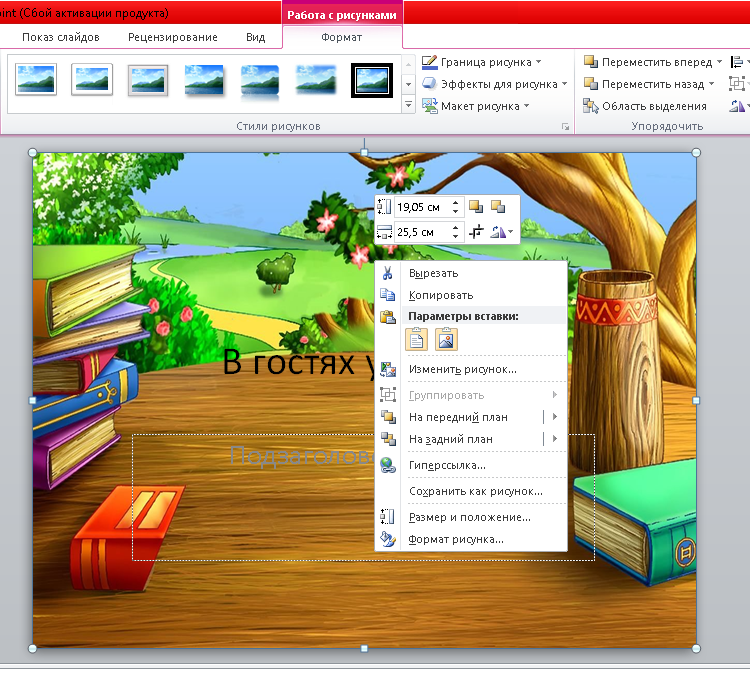 oint (Сбой активации продукта)
Работа с рисунками
Показ слайдов Рецензирование Вид Формат
Граница рисунка
Эффекты для рисунка
Макет рисунка
Переместить вперед
Переместить назад
Область выделения
Стили рисунков
Упорядочить
19,05 см
25,5 см
Вырезать
Копировать
Параметры вставки:
Изменить рисунок...
Группировать
На передний план
На задний план
Гиперссылка...
Сохранить как рисунок...
Размер и положение...
Формат рисунка...
В гостях у
Подзаголов